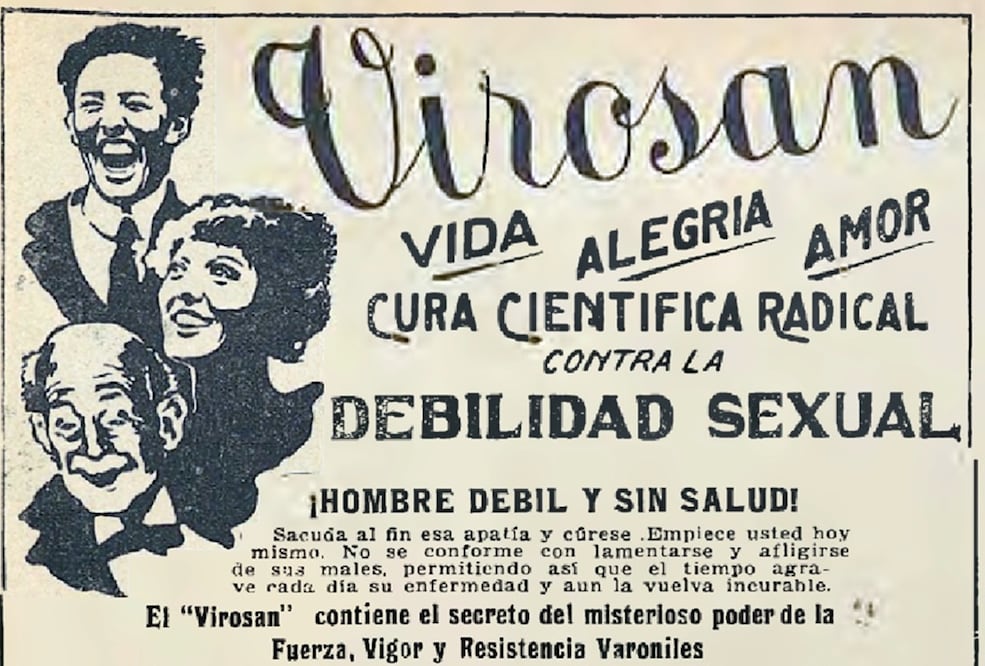 Virosan
VIDA ALEGRIA AMOR
CURA CIENTIFICA RADICAL
CONTRA LA
DEBILIDAD SEXUAL
¡HOMBRE DEBIL Y SIN SALUD!
Sacuda al fin esa apatía y cúrese .Empiece usted hoy
mismo. No se conforme con lamentarse y afligirse
de sus males, permitiendo así que el tiempo agra-
ve cada día su enfermedad y aun la vuelva incurable.
El "Virosan" contiene el secreto del misterioso poder de la
Fuerza, Vigor y Resistencia Varoniles